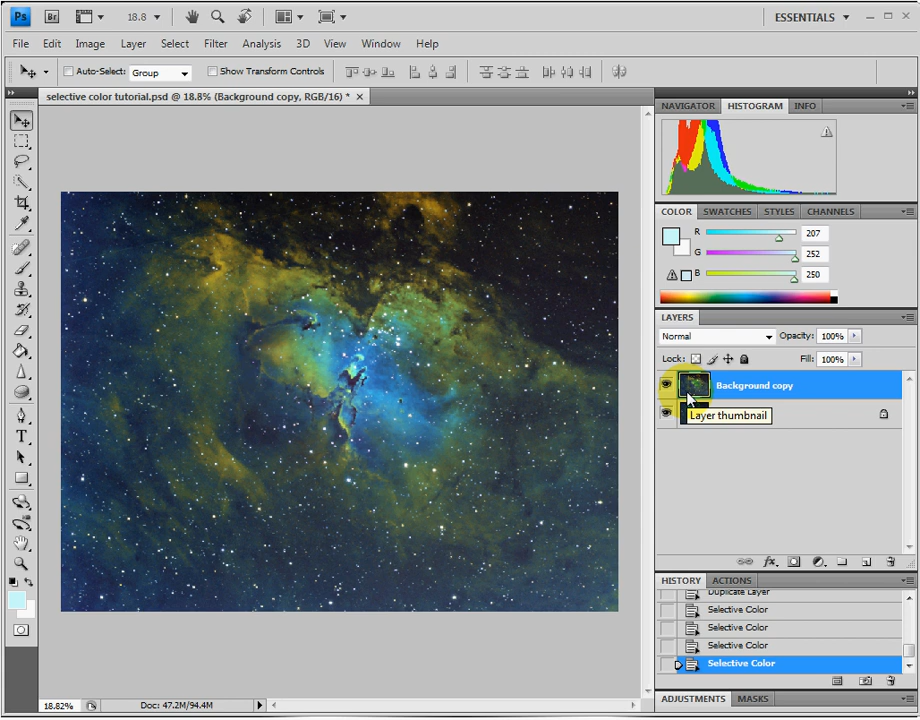 Ps Br 18.8 ESSENTIALS
File Edit Image Layer Select Filter Analysis 3D View Window Help
Auto-Select: Group Show Transform Controls
selective color tutorial.psd @ 18.8% (Background copy, RGB/16) *
NAVIGATOR HISTOGRAM INFO
COLOR SWATCHES STYLES CHANNELS
R 207
G 252
B 250
LAYERS
Normal Opacity: 100%
Lock: Fill: 100%
Background copy
Layer thumbnail
HISTORY ACTIONS
Duplicate Layer
Selective Color
Selective Color
Selective Color
Selective Color
ADJUSTMENTS MASKS
18.82% Doc: 47.2M/94.4M